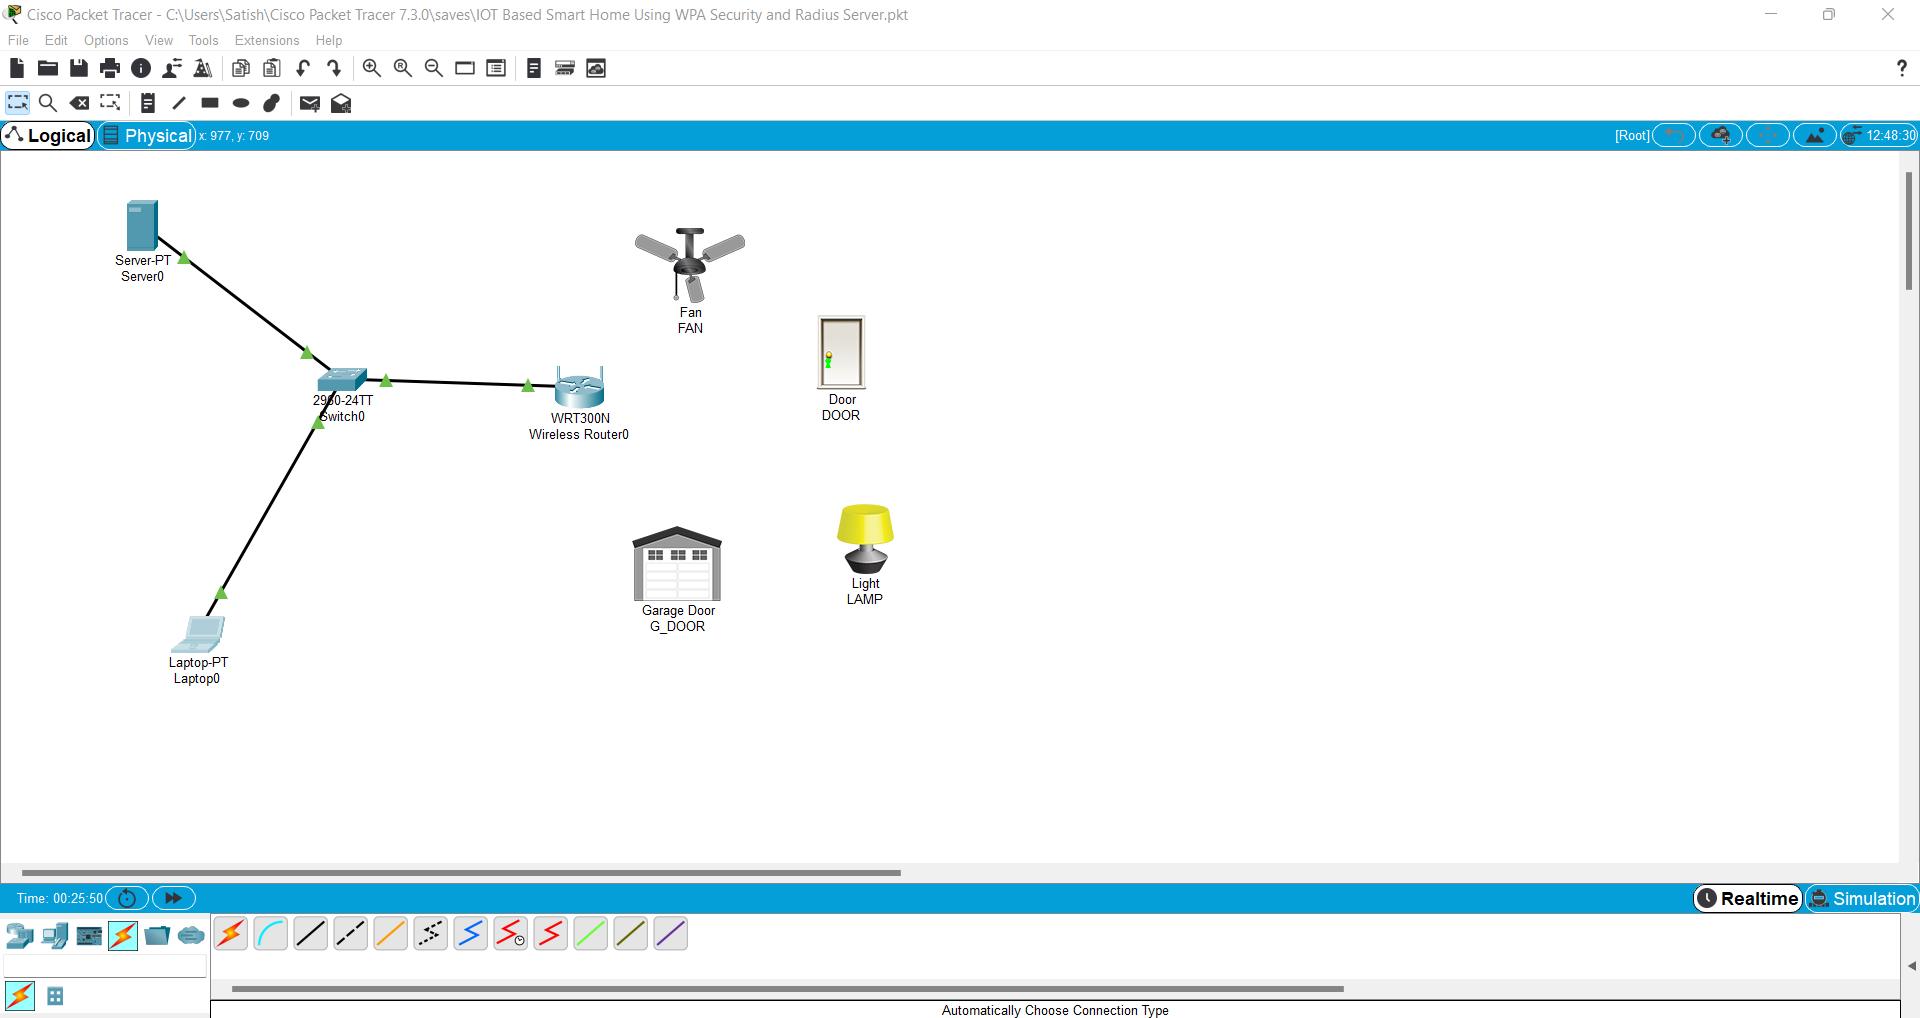 Cisco Packet Tracer - C:\Users\Satish\Cisco Packet Tracer 7.3.0\saves\IOT Based Smart Home Using WPA Security and Radius Server.pkt
File Edit Options View Tools Extensions Help
?
Logical Physical x: 977, y: 709 [Root] 12:48:30
Server-PT
Server0
Fan
FAN
Door
DOOR
2960-24TT
Switch0
WRT300N
Wireless Router0
Light
LAMP
Garage Door
G_DOOR
Laptop-PT
Laptop0
Time: 00:25:50 Realtime Simulation
Automatically Choose Connection Type